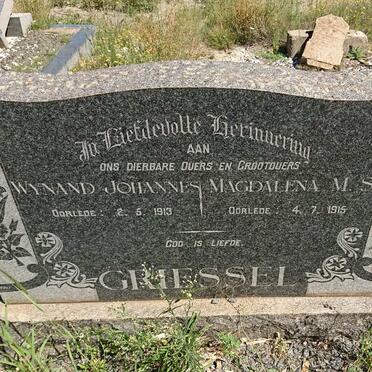 In Liefdevolle Herinnering
AAN
ONS DIERBARE OUERS EN GROOTOUERS
WYNAND JOHANNES MAGDALENA M. S
OORLEDE: 2. 5. 1913 OORLEDE: 4. 7. 1915
GOD IS LIEFDE.
GRIESSEL